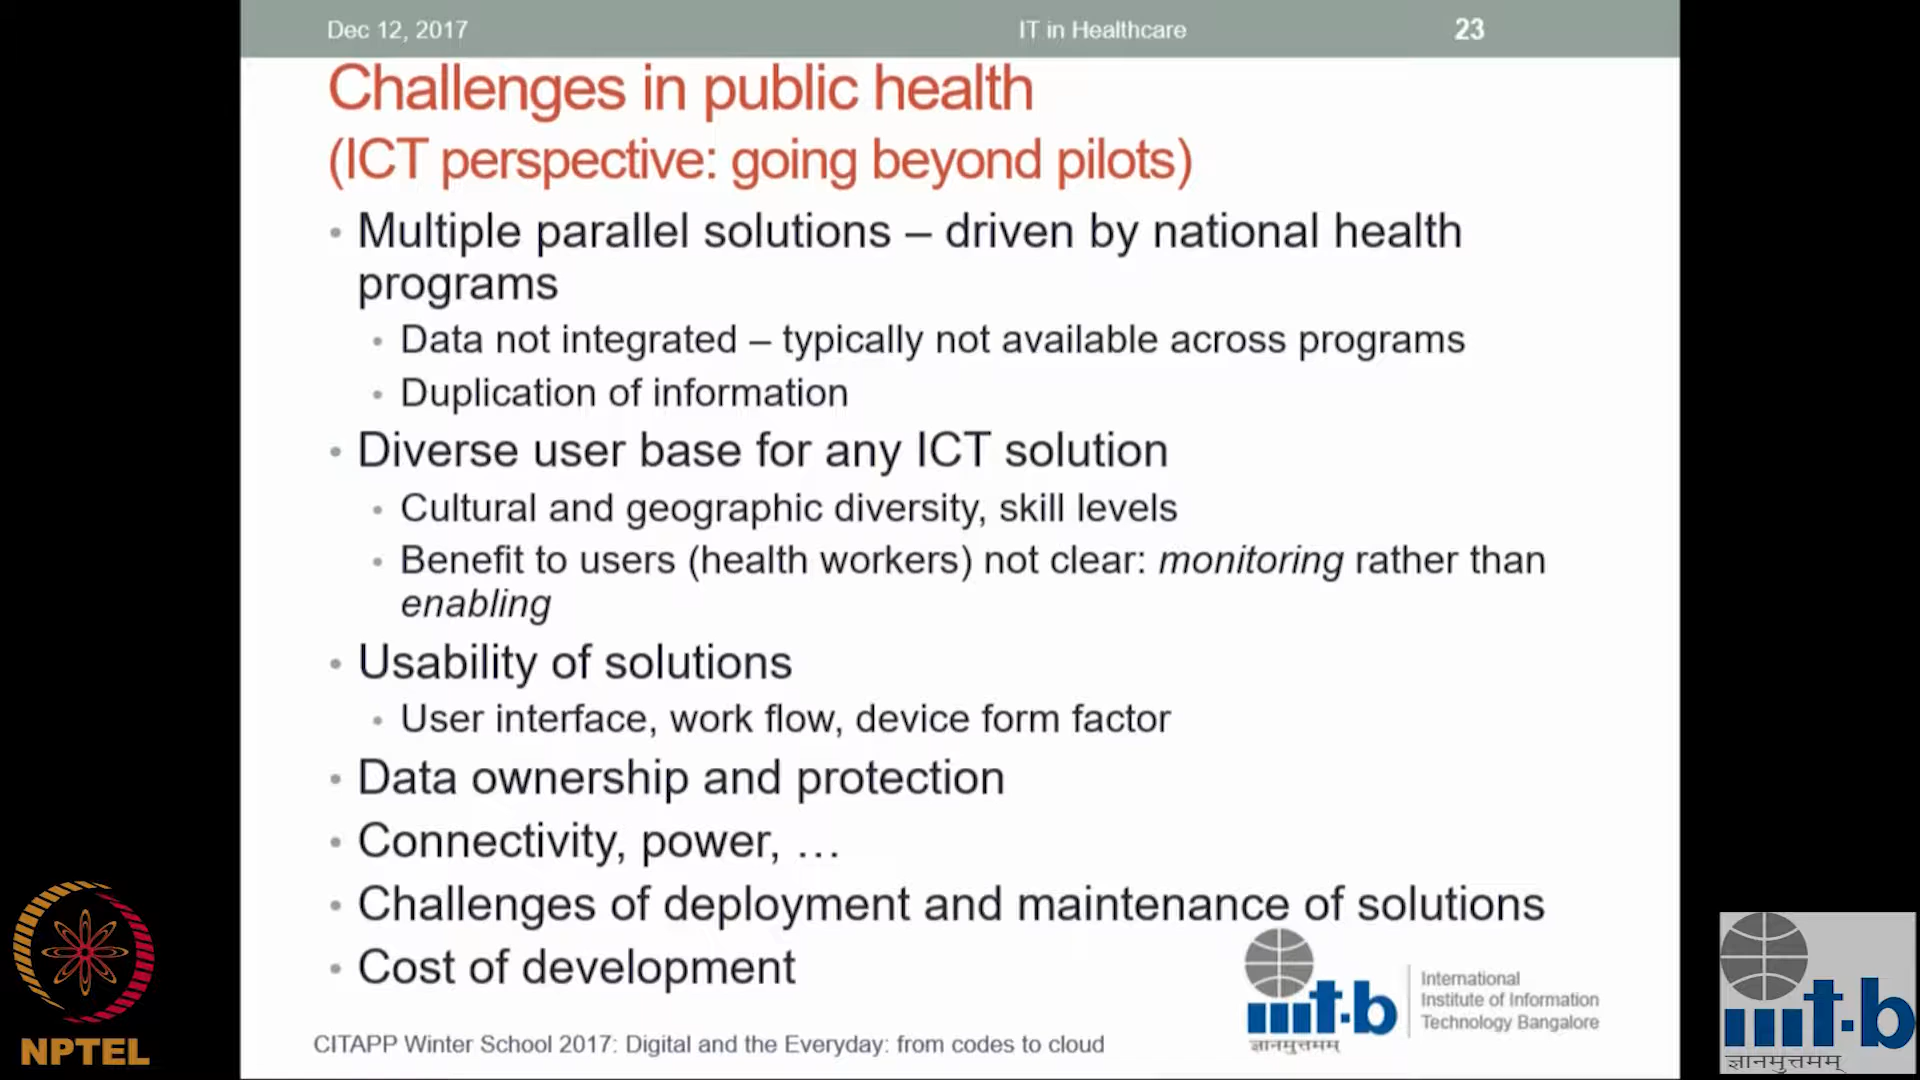 Dec 12, 2017 IT in Healthcare 23
Challenges in public health
(ICT perspective: going beyond pilots)
• Multiple parallel solutions – driven by national health
programs
• Data not integrated – typically not available across programs
• Duplication of information
• Diverse user base for any ICT solution
• Cultural and geographic diversity, skill levels
• Benefit to users (health workers) not clear: monitoring rather than
enabling
• Usability of solutions
• User interface, work flow, device form factor
• Data ownership and protection
• Connectivity, power, …
• Challenges of deployment and maintenance of solutions
• Cost of development
iiit-b
ज्ञानमुत्तमम्
International
Institute of Information
Technology Bangalore
CITAPP Winter School 2017: Digital and the Everyday: from codes to cloud
NPTEL
iiit-b
ज्ञानमुत्तमम्